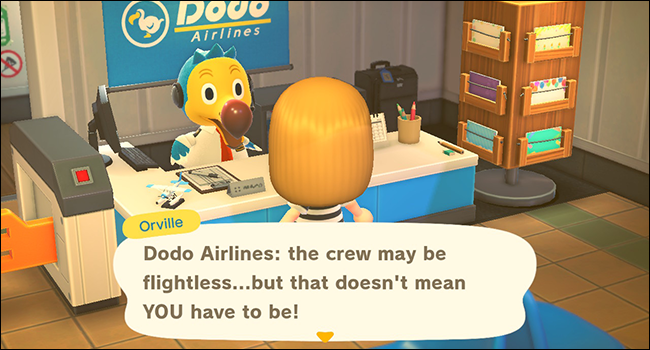 Dodo
Airlines
Orville
Dodo Airlines: the crew may be
flightless...but that doesn't mean
YOU have to be!